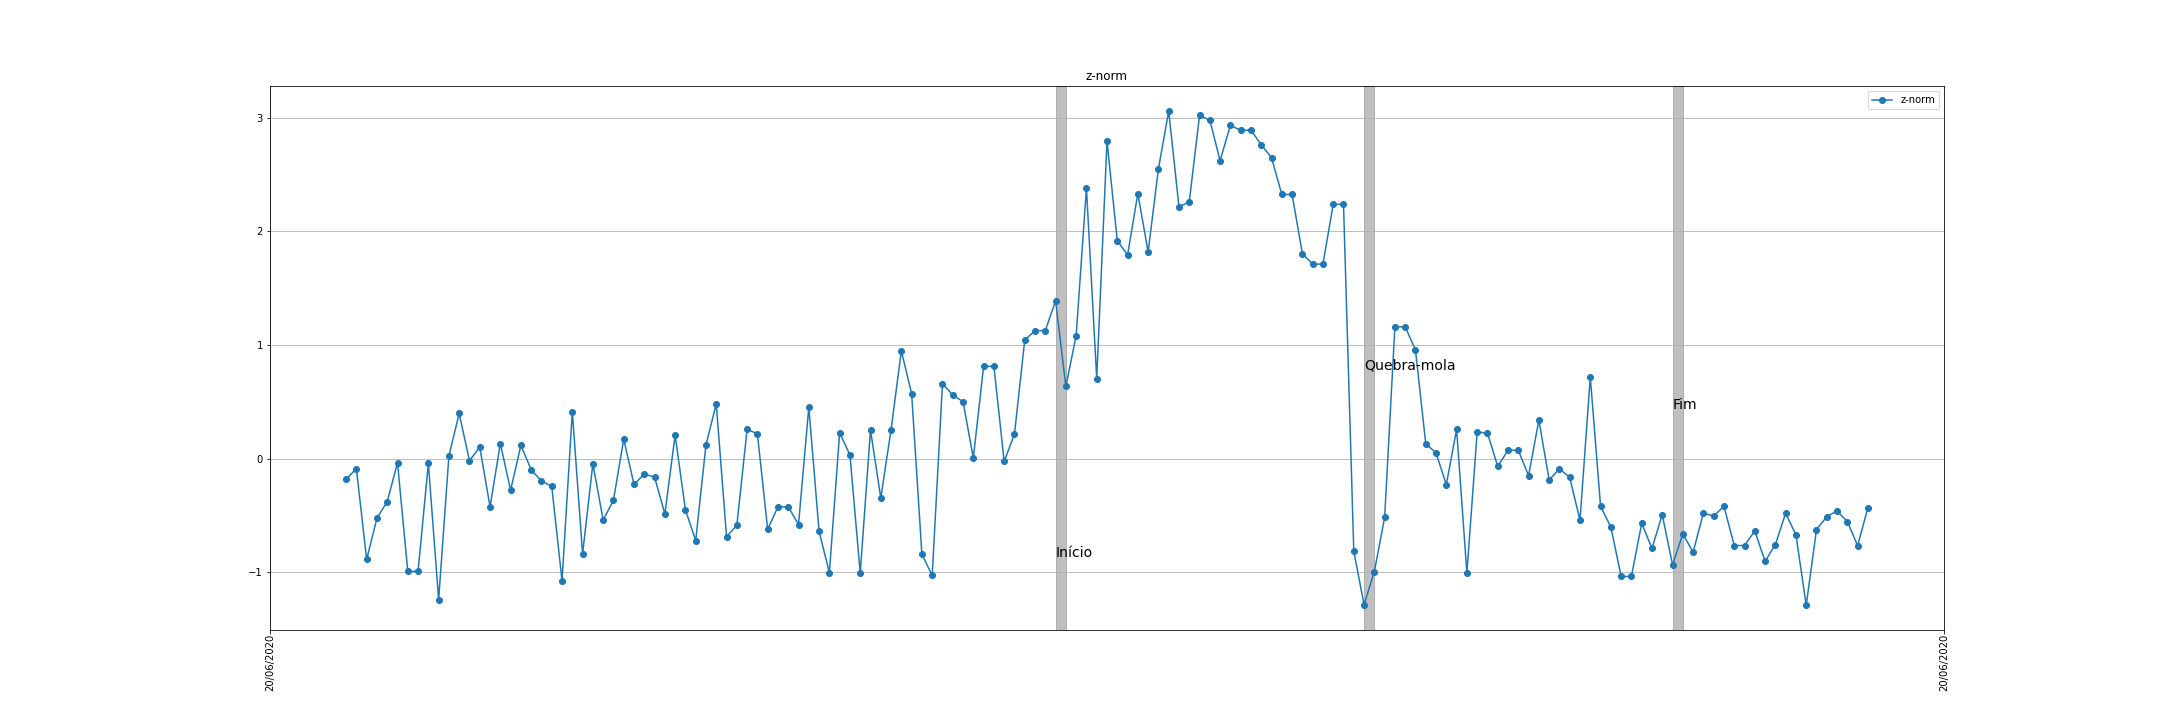 z-norm
z-norm
3
2
1
0
−1
Quebra-mola
Fim
Início
20/06/2020
20/06/2020